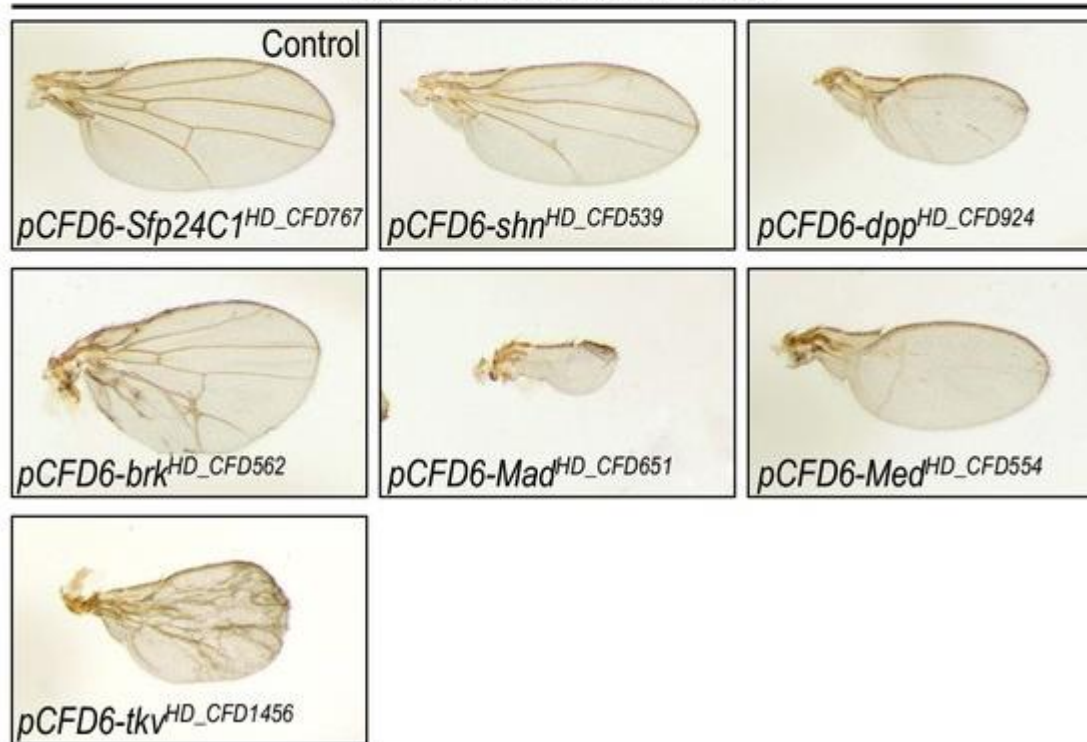 Control
pCFD6-Sfp24C1HD_CFD767
pCFD6-shnHD_CFD539
pCFD6-dppHD_CFD924
pCFD6-brkHD_CFD562
pCFD6-MadHD_CFD651
pCFD6-MedHD_CFD554
pCFD6-tkvHD_CFD1456